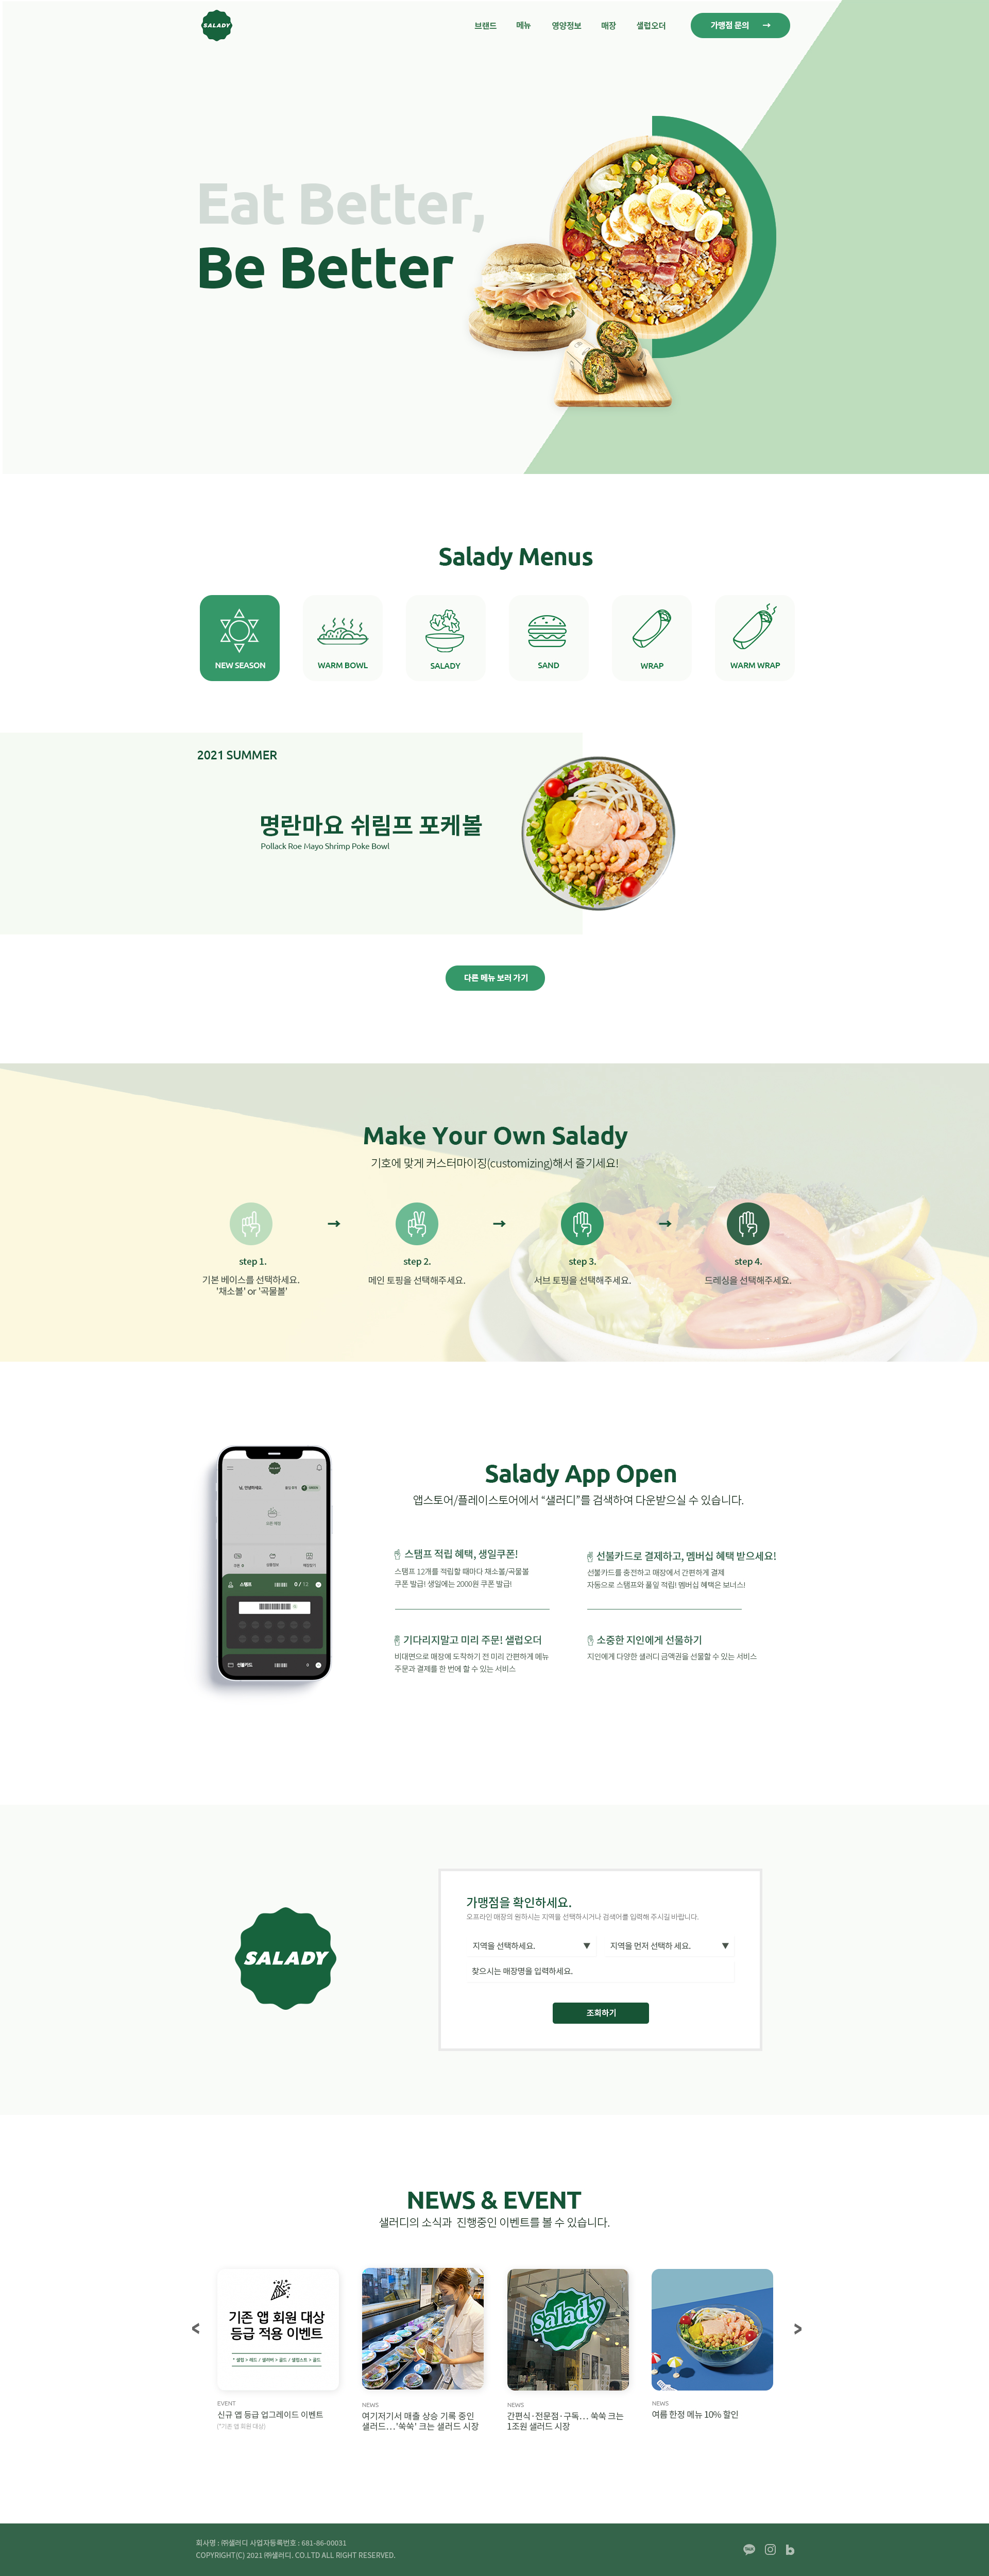 SALADY
브랜드 메뉴 영양정보 매장 샐럽오더 가맹점 문의 →
Eat Better,
Be Better
Salady Menus
NEW SEASON WARM BOWL SALADY SAND WRAP WARM WRAP
2021 SUMMER
명란마요 쉬림프 포케볼
Pollack Roe Mayo Shrimp Poke Bowl
다른 메뉴 보러 가기
Make Your Own Salady
기호에 맞게 커스터마이징(customizing)해서 즐기세요!
step 1.
기본 베이스를 선택하세요.
'채소볼' or '곡물볼'
step 2.
메인 토핑을 선택해주세요.
step 3.
서브 토핑을 선택해주세요.
step 4.
드레싱을 선택해주세요.
SALADY
님, 안녕하세요.
스탬프 0 / 12
선불카드 0
Salady App Open
앱스토어/플레이스토어에서 “샐러디”를 검색하여 다운받으실 수 있습니다.
스탬프 적립 혜택, 생일쿠폰!
스탬프 12개를 적립할 때마다 채소볼/곡물볼
쿠폰 발급! 생일에는 2000원 쿠폰 발급!
선불카드로 결제하고, 멤버십 혜택 받으세요!
선불카드를 충전하고 매장에서 간편하게 결제
자동으로 스탬프와 풀잎 적립! 멤버십 혜택은 보너스!
기다리지말고 미리 주문! 샐럽오더
비대면으로 매장에 도착하기 전 미리 간편하게 메뉴
주문과 결제를 한 번에 할 수 있는 서비스
소중한 지인에게 선물하기
지인에게 다양한 샐러디 금액권을 선물할 수 있는 서비스
SALADY
가맹점을 확인하세요.
오프라인 매장의 원하시는 지역을 선택하시거나 검색어를 입력해 주시길 바랍니다.
지역을 선택하세요. ▼ 지역을 먼저 선택하 세요. ▼
찾으시는 매장명을 입력하세요.
조회하기
NEWS & EVENT
샐러디의 소식과 진행중인 이벤트를 볼 수 있습니다.
기존 앱 회원 대상
등급 적용 이벤트
EVENT
신규 앱 등급 업그레이드 이벤트
(*기존 앱 회원 대상)
NEWS
여기저기서 매출 상승 기록 중인
샐러드…'쑥쑥' 크는 샐러드 시장
Salady
NEWS
간편식·전문점·구독… 쑥쑥 크는
1조원 샐러드 시장
NEWS
여름 한정 메뉴 10% 할인
회사명 : ㈜샐러디 사업자등록번호 : 681-86-00031
COPYRIGHT(C) 2021 ㈜샐러디. CO.LTD ALL RIGHT RESERVED.